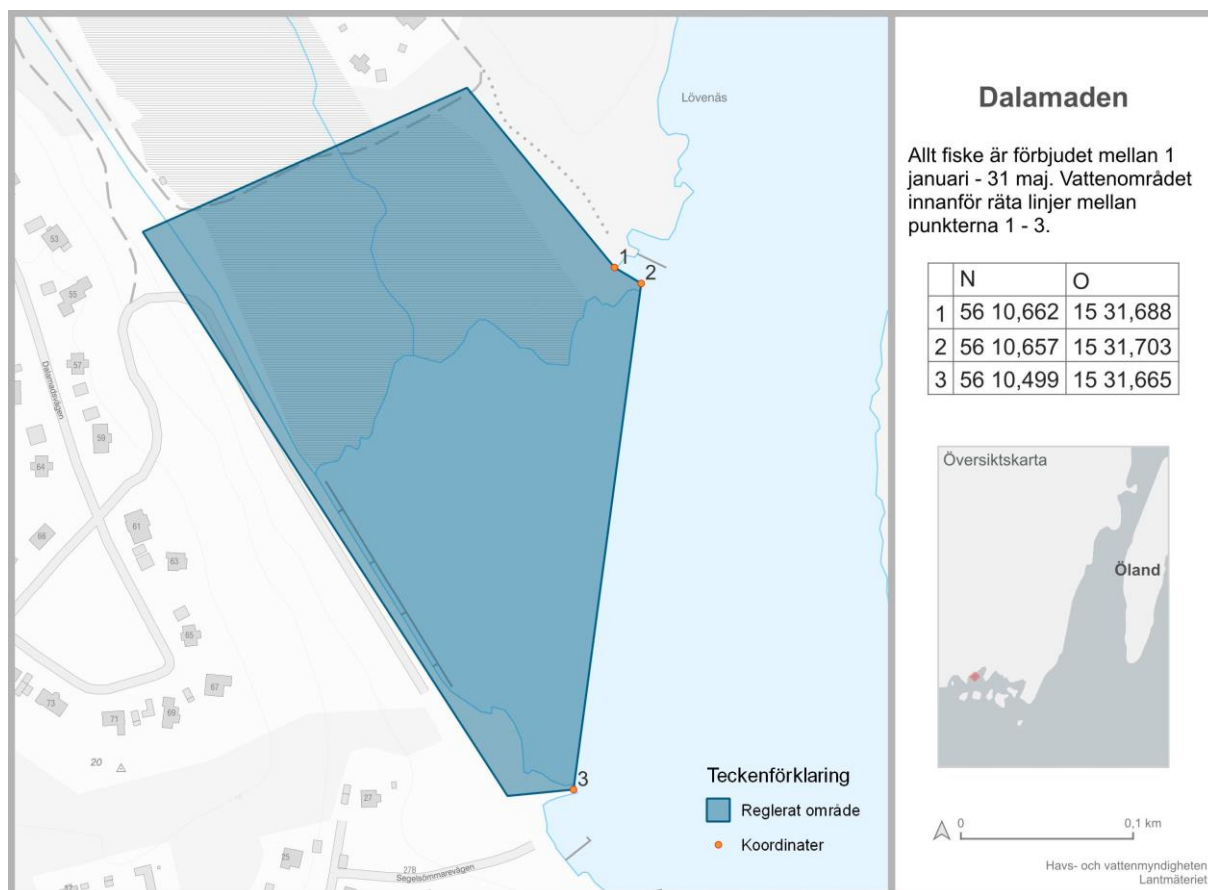 Lövenäs
1
2
3
53
55
57
59
64
66
61
63
65
67
69
71
73
20
27
25
278
Dalamadsvägen
Segelsömmarevägen
Teckenförklaring
Reglerat område
Koordinater
Dalamaden
Allt fiske är förbjudet mellan 1
januari - 31 maj. Vattenområdet
innanför räta linjer mellan
punkterna 1 - 3.
N O
1 56 10,662 15 31,688
2 56 10,657 15 31,703
3 56 10,499 15 31,665
Översiktskarta
Öland
0 0,1 km
Havs- och vattenmyndigheten
Lantmäteriet